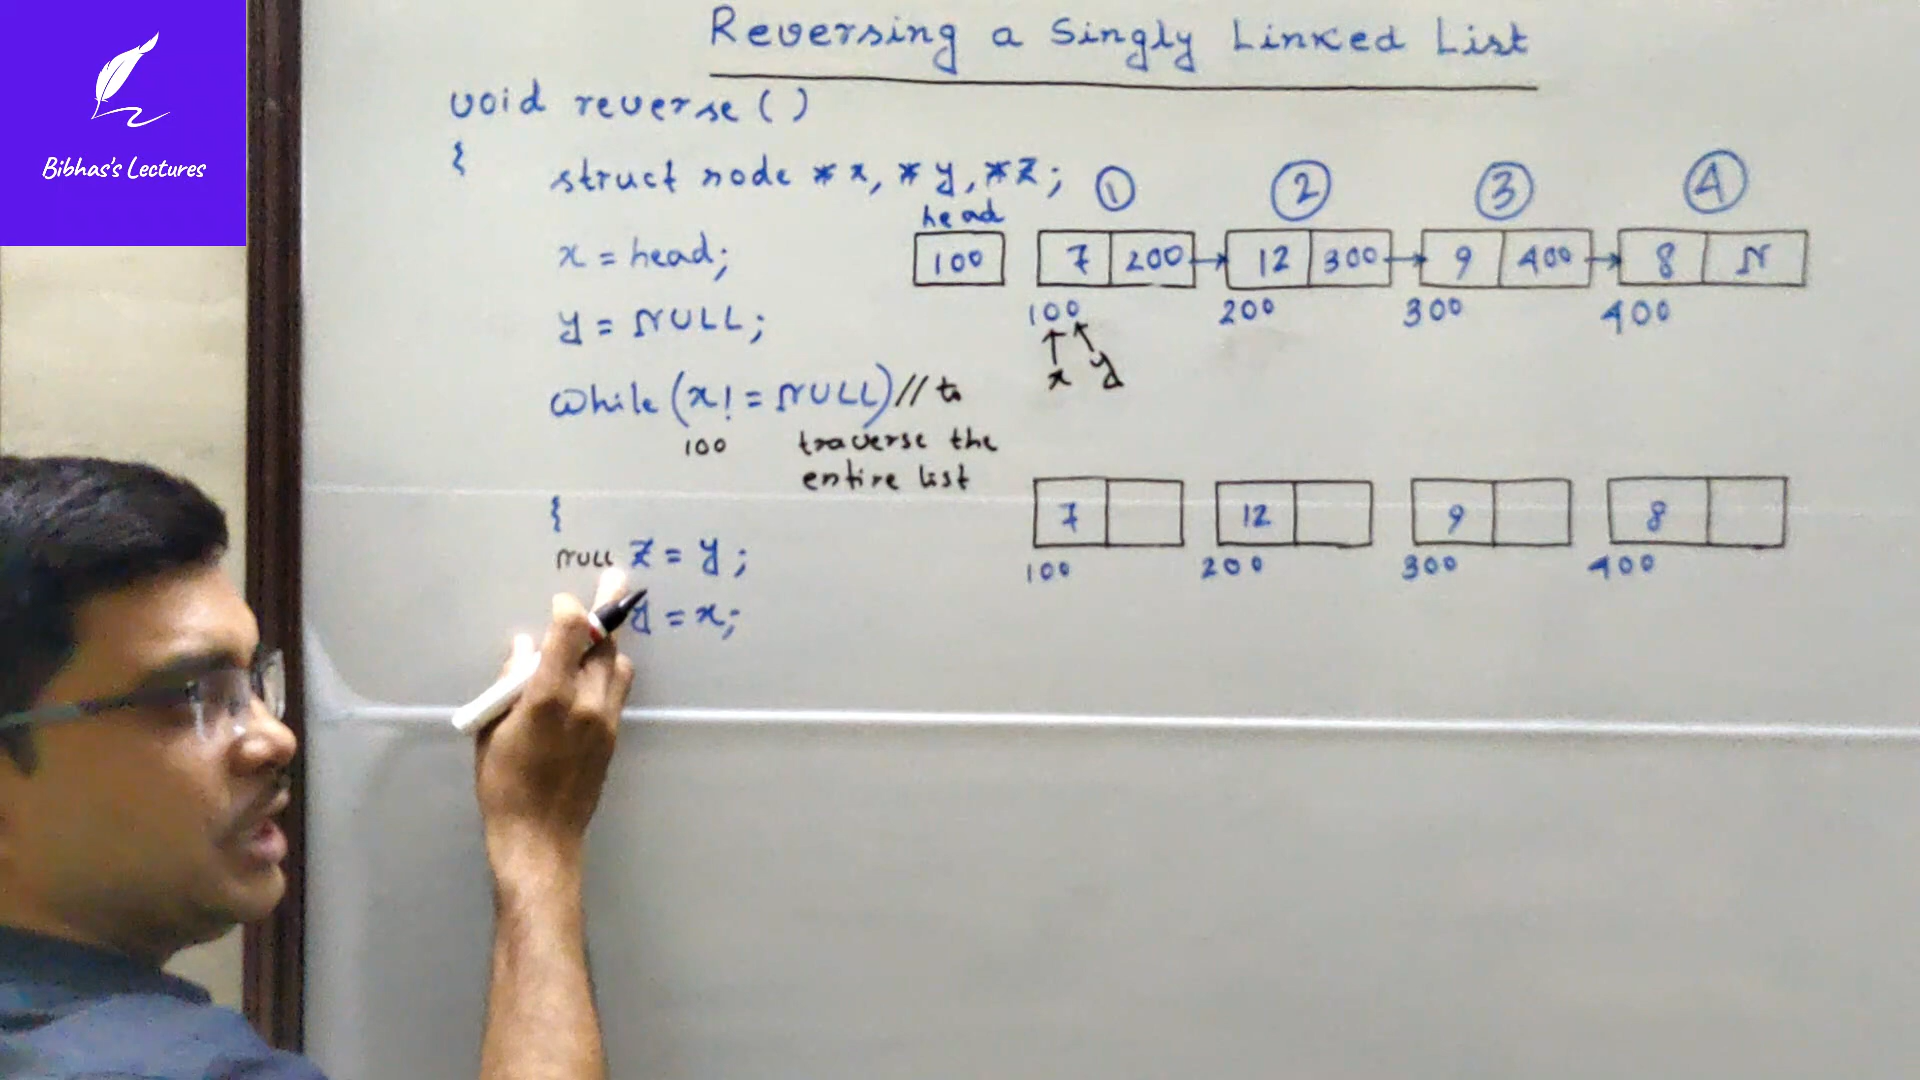 Bibhas's Lectures
Reversing a Singly Linked List
void reverse ( )
{
struct node *x, *y, *z;
① ② ③ ④
head
x = head;
100 7 200 12 300 9 400 8 N
100 200 300 400
y = NULL;
x y
while (x! = NULL) // to
100 traverse the
entire list
{
7 12 9 8
NULL z = y;
100 200 300 400
y = x;